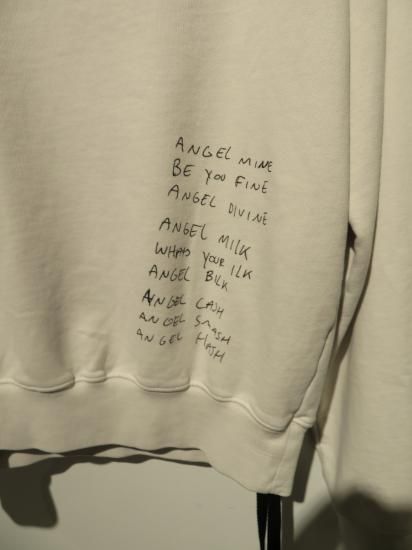 ANGEL MINE
BE YOU FINE
ANGEL DIVINE
ANGEL MILK
WHATS YOUR ILK
ANGEL BILK
ANGEL CASH
ANGEL SMASH
ANGEL HASH